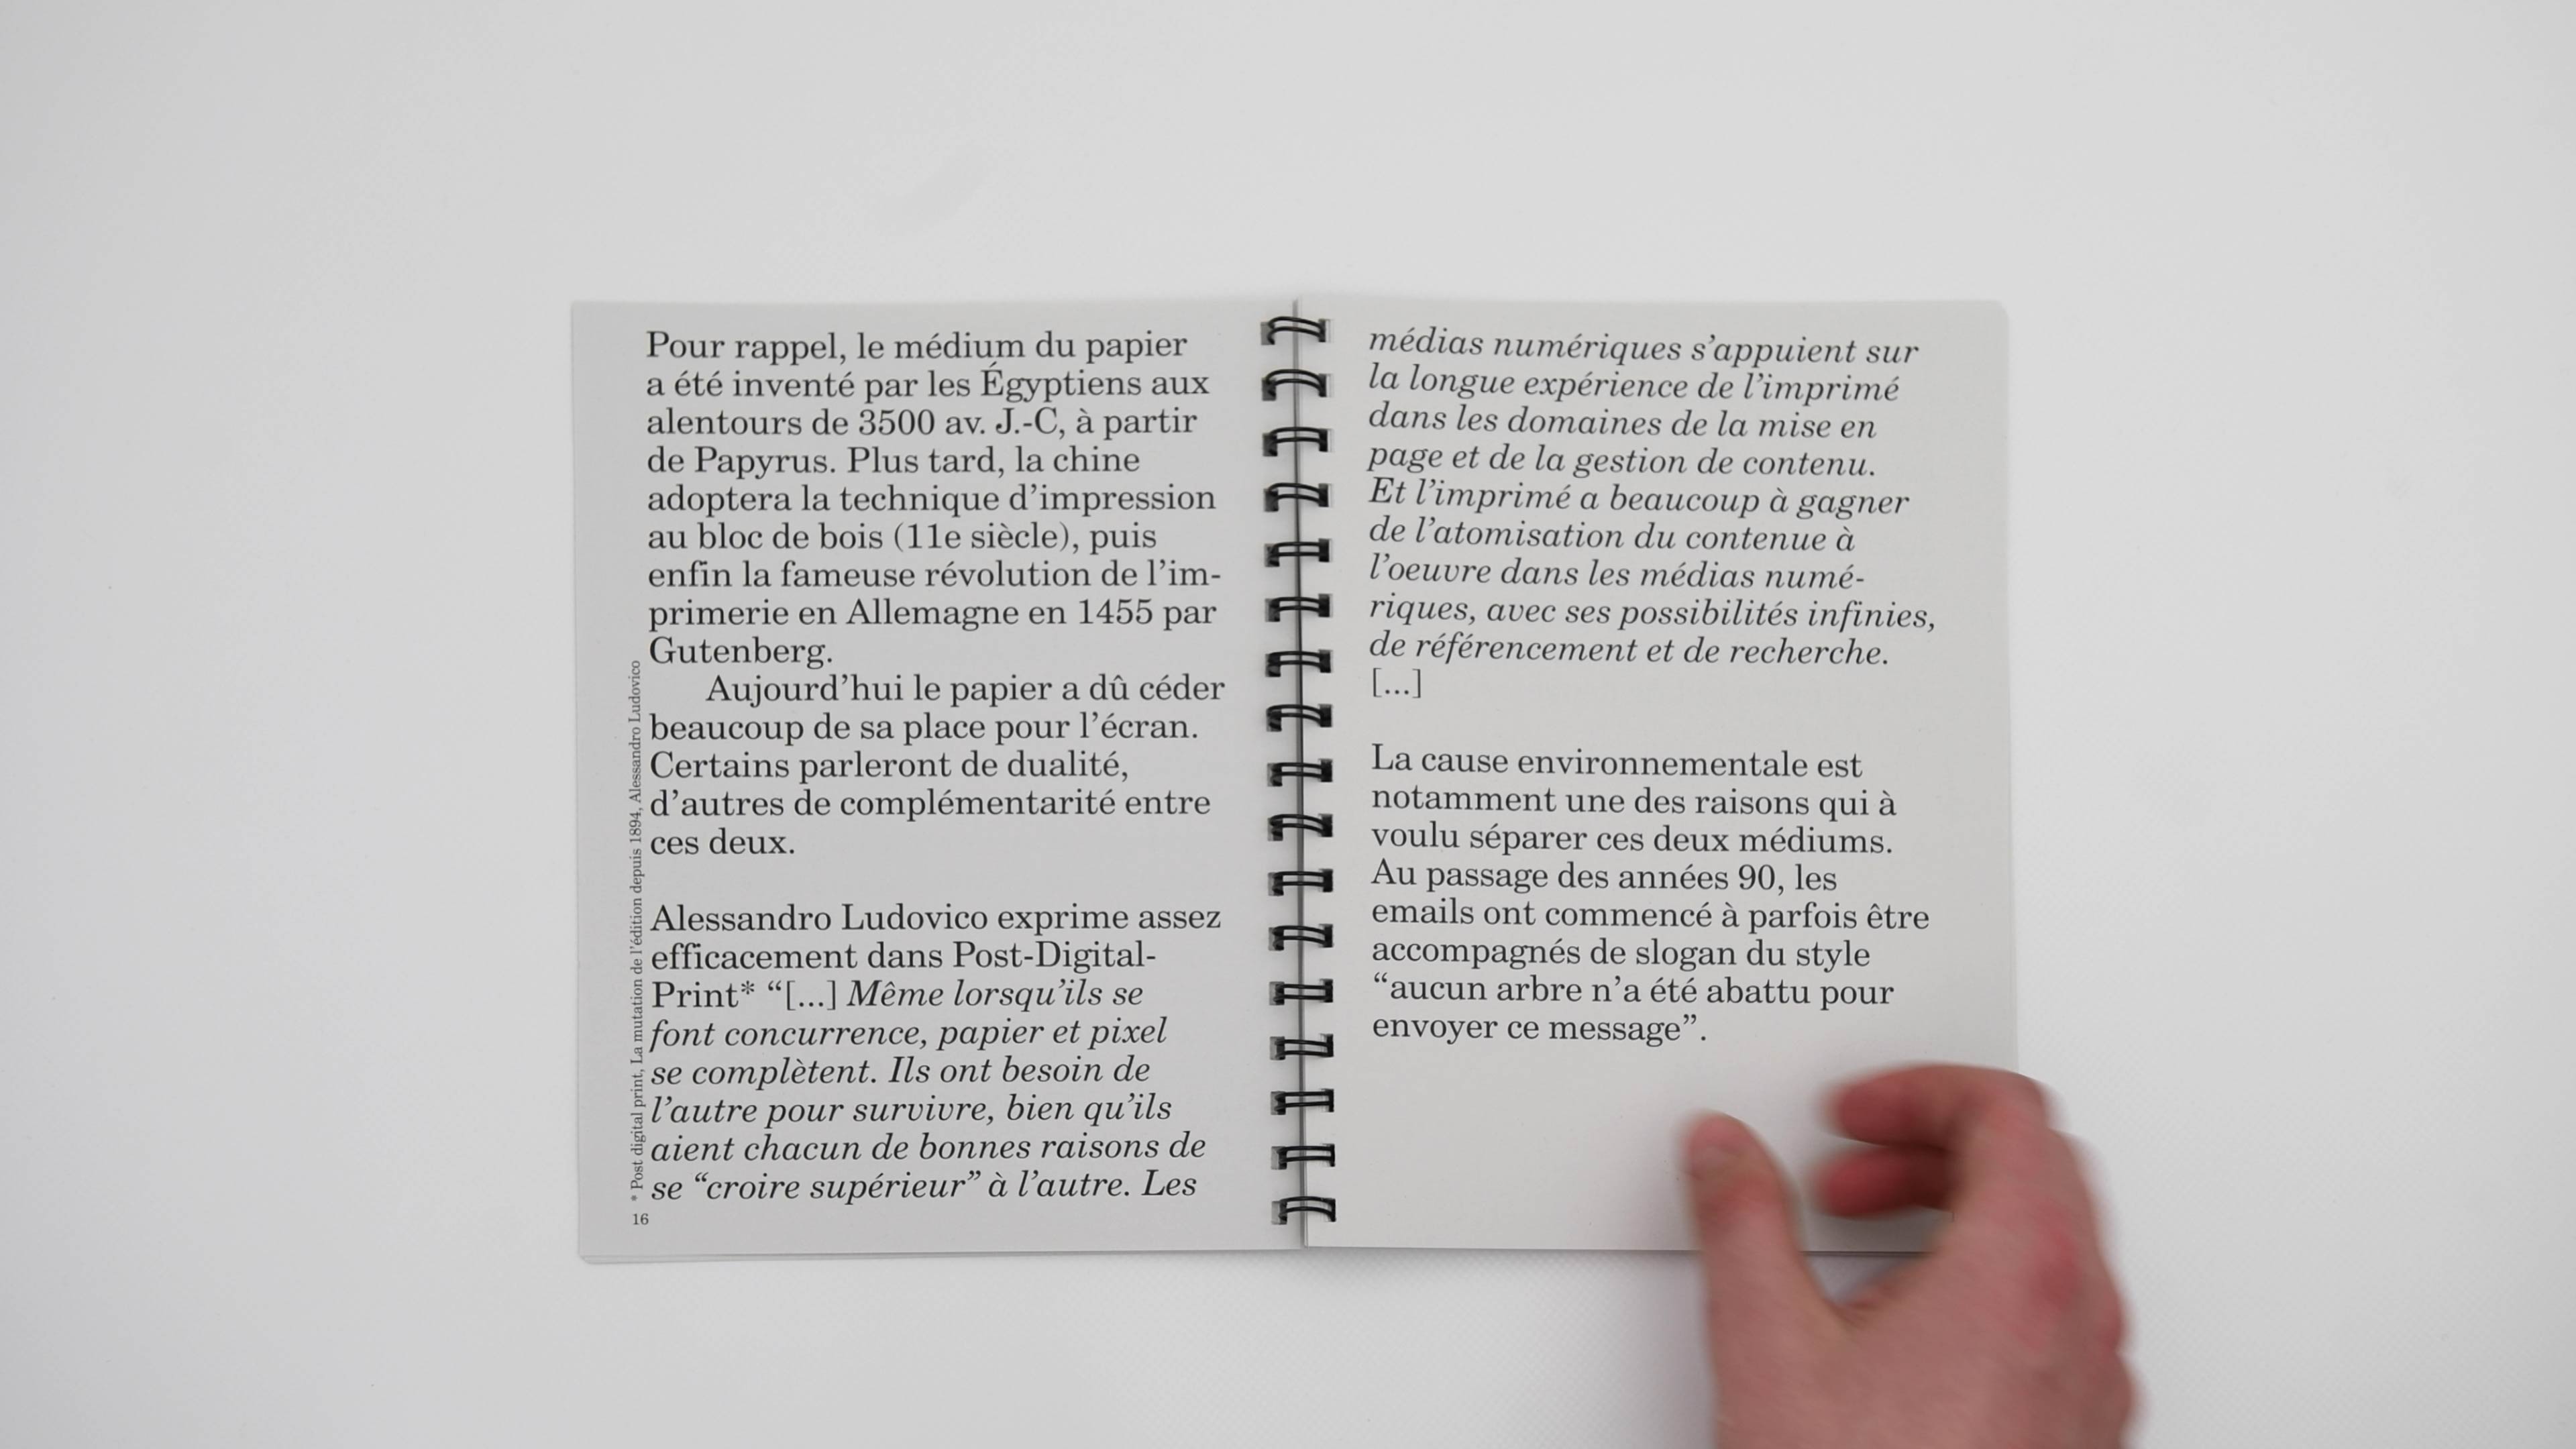 Pour rappel, le médium du papier
a été inventé par les Égyptiens aux
alentours de 3500 av. J.-C, à partir
de Papyrus. Plus tard, la chine
adoptera la technique d’impression
au bloc de bois (11e siècle), puis
enfin la fameuse révolution de l’im-
primerie en Allemagne en 1455 par
Gutenberg.
Aujourd’hui le papier a dû céder
beaucoup de sa place pour l’écran.
Certains parleront de dualité,
d’autres de complémentarité entre
ces deux.
Alessandro Ludovico exprime assez
efficacement dans Post-Digital-
Print* “[...] Même lorsqu’ils se
font concurrence, papier et pixel
se complètent. Ils ont besoin de
l’autre pour survivre, bien qu’ils
aient chacun de bonnes raisons de
se “croire supérieur” à l’autre. Les
* Post digital print, La mutation de l’édition depuis 1894, Alessandro Ludovico
16
médias numériques s’appuient sur
la longue expérience de l’imprimé
dans les domaines de la mise en
page et de la gestion de contenu.
Et l’imprimé a beaucoup à gagner
de l’atomisation du contenue à
l’oeuvre dans les médias numé-
riques, avec ses possibilités infinies,
de référencement et de recherche.
[...]
La cause environnementale est
notamment une des raisons qui à
voulu séparer ces deux médiums.
Au passage des années 90, les
emails ont commencé à parfois être
accompagnés de slogan du style
“aucun arbre n’a été abattu pour
envoyer ce message”.